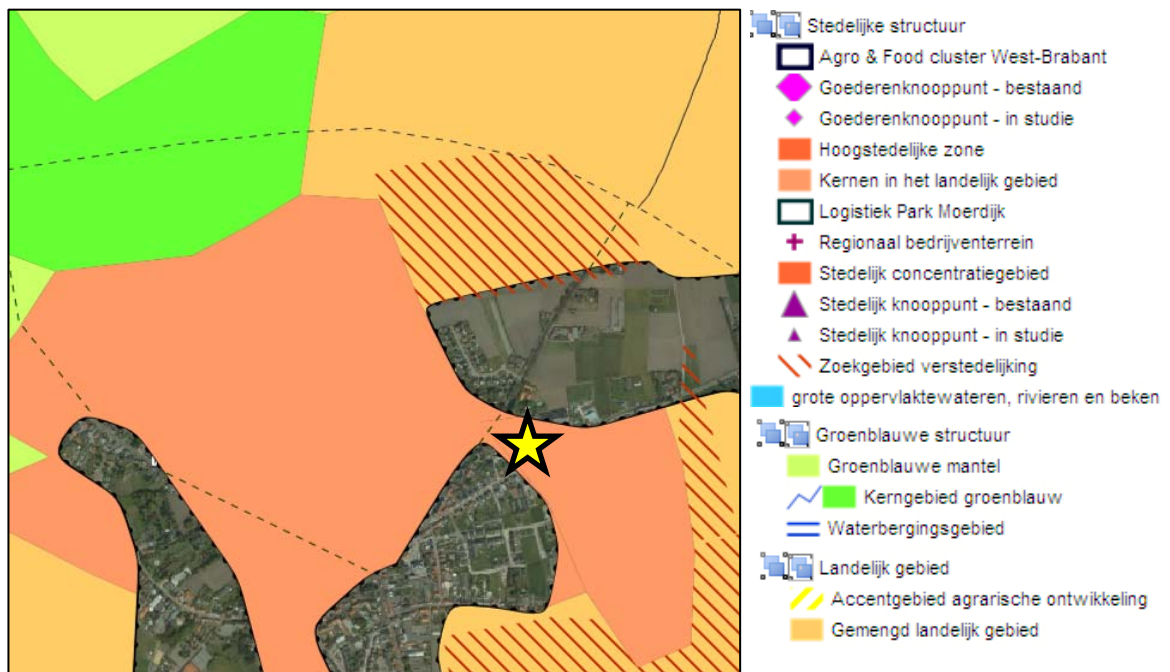 Stedelijke structuur
Agro & Food cluster West-Brabant
Goederenknooppunt - bestaand
Goederenknooppunt - in studie
Hoogstedelijke zone
Kernen in het landelijk gebied
Logistiek Park Moerdijk
Regionaal bedrijventerrein
Stedelijk concentratiegebied
Stedelijk knooppunt - bestaand
Stedelijk knooppunt - in studie
Zoekgebied verstedelijking
grote oppervlaktewateren, rivieren en beken
Groenblauwe structuur
Groenblauwe mantel
Kerngebied groenblauw
Waterbergingsgebied
Landelijk gebied
Accentgebied agrarische ontwikkeling
Gemengd landelijk gebied